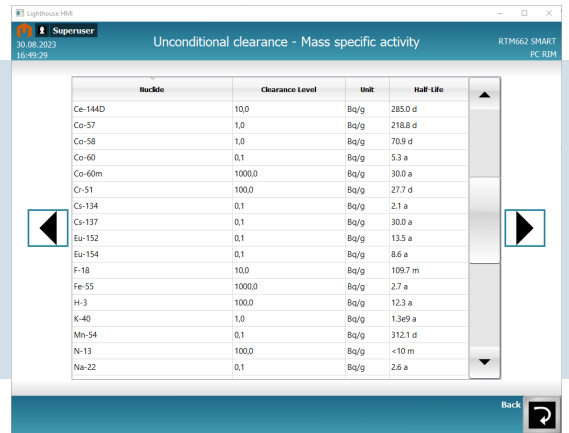 Lighthouse HMI
Superuser
30.08.2023
16:49:29
Unconditional clearance - Mass specific activity
RTM662 SMART
PC RIM
Nuclide Clearance Level Unit Half-Life
Ce-144D 10,0 Bq/g 285.0 d
Co-57 1,0 Bq/g 218.8 d
Co-58 1,0 Bq/g 70.9 d
Co-60 0,1 Bq/g 5.3 a
Co-60m 1000,0 Bq/g 30.0 a
Cr-51 100,0 Bq/g 27.7 d
Cs-134 0,1 Bq/g 2.1 a
Cs-137 0,1 Bq/g 30.0 a
Eu-152 0,1 Bq/g 13.5 a
Eu-154 0,1 Bq/g 8.6 a
F-18 10,0 Bq/g 109.7 m
Fe-55 1000,0 Bq/g 2.7 a
H-3 100,0 Bq/g 12.3 a
K-40 1,0 Bq/g 1.3e9 a
Mn-54 0,1 Bq/g 312.1 d
N-13 100,0 Bq/g <10 m
Na-22 0,1 Bq/g 2.6 a
Back